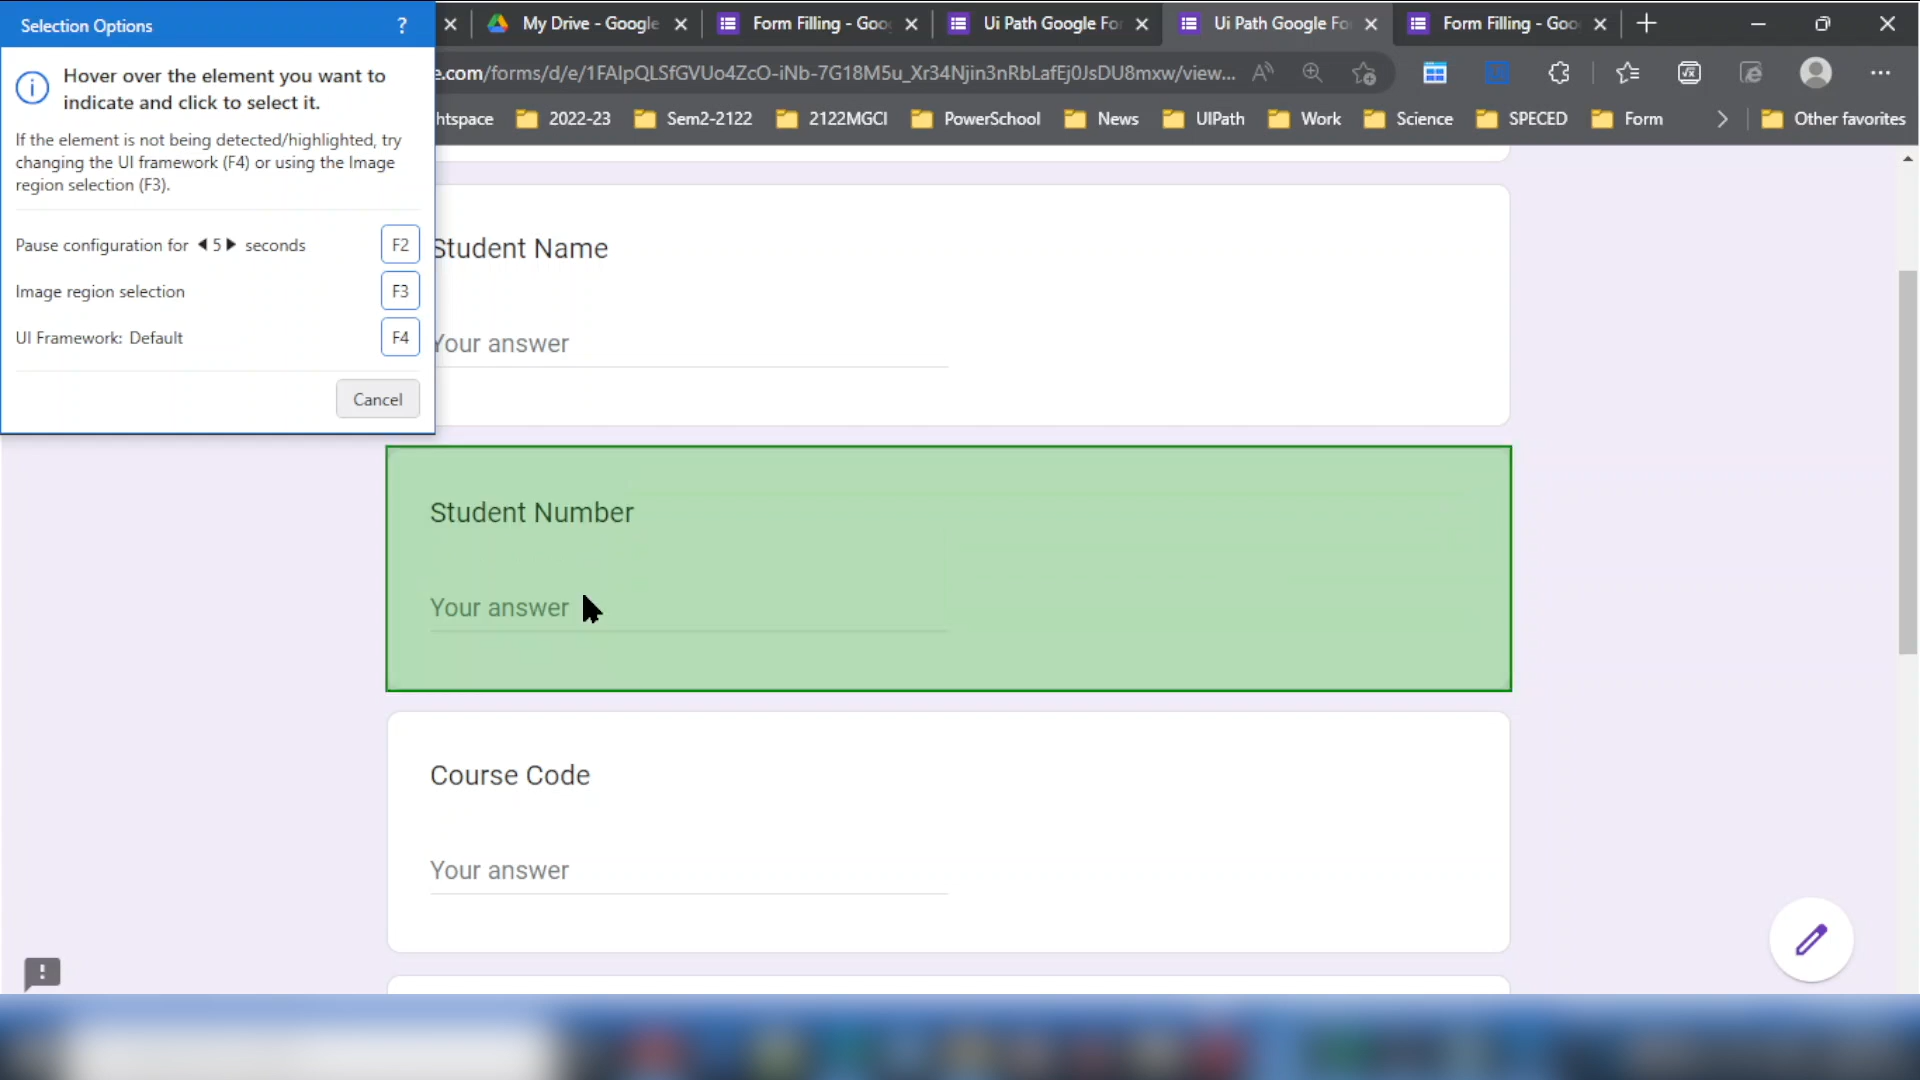 Selection Options ?
My Drive - Google
Form Filling - Goo
Ui Path Google For
Ui Path Google Fo
Form Filling - Goo
Hover over the element you want to
indicate and click to select it.
e.com/forms/d/e/1FAIpQLSfGVUo4ZcO-iNb-7G18M5u_Xr34Njin3nRbLafEj0JsDU8mxw/view...
htspace 2022-23 Sem2-2122 2122MGCI PowerSchool News UIPath Work Science SPECED Form Other favorites
If the element is not being detected/highlighted, try
changing the UI framework (F4) or using the Image
region selection (F3).
Pause configuration for 5 seconds F2
Image region selection F3
UI Framework: Default F4
Cancel
Student Name
Your answer
Student Number
Your answer
Course Code
Your answer